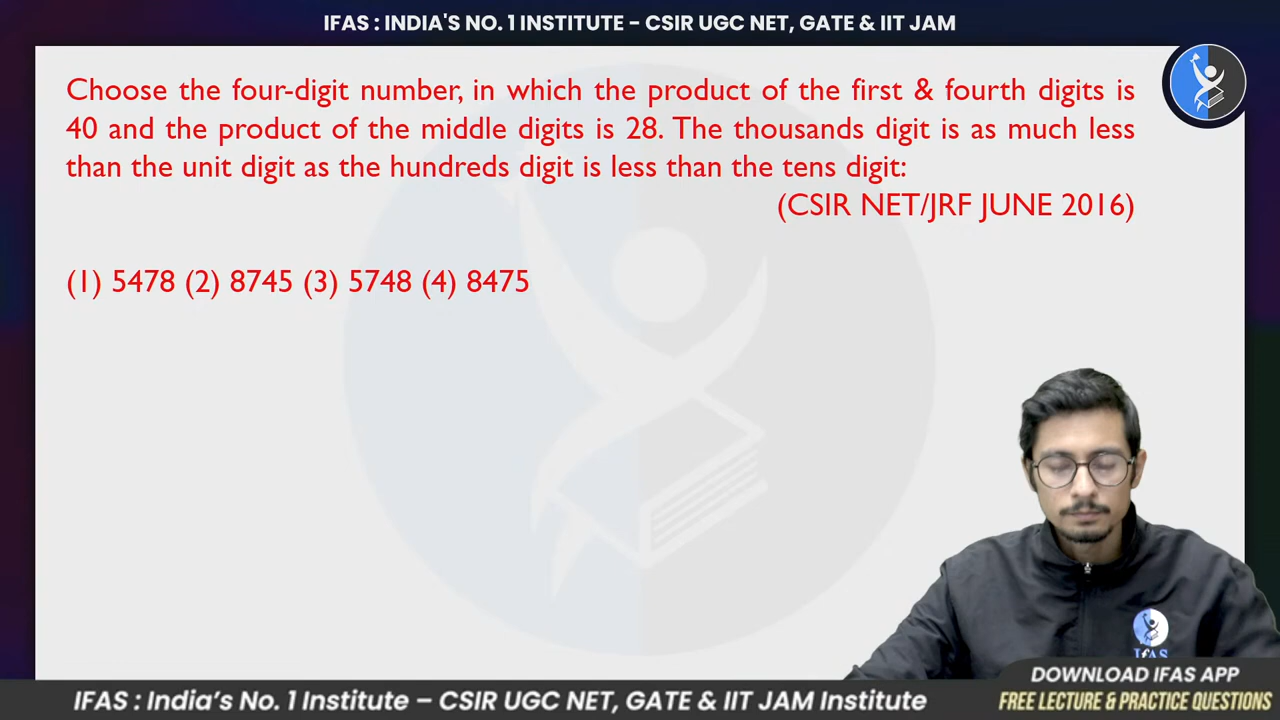 IFAS : INDIA'S NO. 1 INSTITUTE – CSIR UGC NET, GATE & IIT JAM
Choose the four-digit number, in which the product of the first & fourth digits is
40 and the product of the middle digits is 28. The thousands digit is as much less
than the unit digit as the hundreds digit is less than the tens digit:
(CSIR NET/JRF JUNE 2016)
(1) 5478 (2) 8745 (3) 5748 (4) 8475
IFAS
DOWNLOAD IFAS APP
IFAS : India’s No. 1 Institute – CSIR UGC NET, GATE & IIT JAM Institute
FREE LECTURE & PRACTICE QUESTIONS